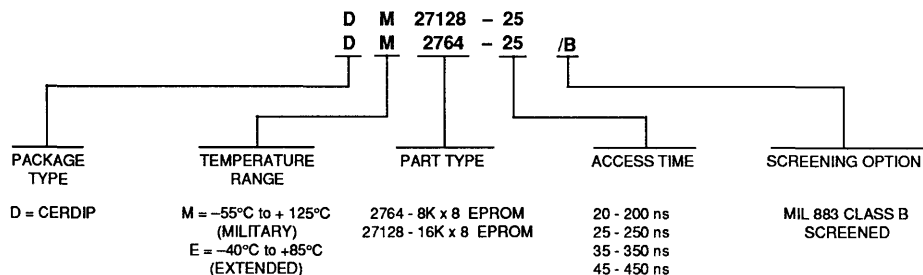 D M 27128 - 25
D M 2764 - 25 /B
PACKAGE TYPE
D = CERDIP
TEMPERATURE RANGE
M = –55°C to + 125°C
(MILITARY)
E = –40°C to +85°C
(EXTENDED)
PART TYPE
2764 - 8K x 8 EPROM
27128 - 16K x 8 EPROM
ACCESS TIME
20 - 200 ns
25 - 250 ns
35 - 350 ns
45 - 450 ns
SCREENING OPTION
MIL 883 CLASS B
SCREENED